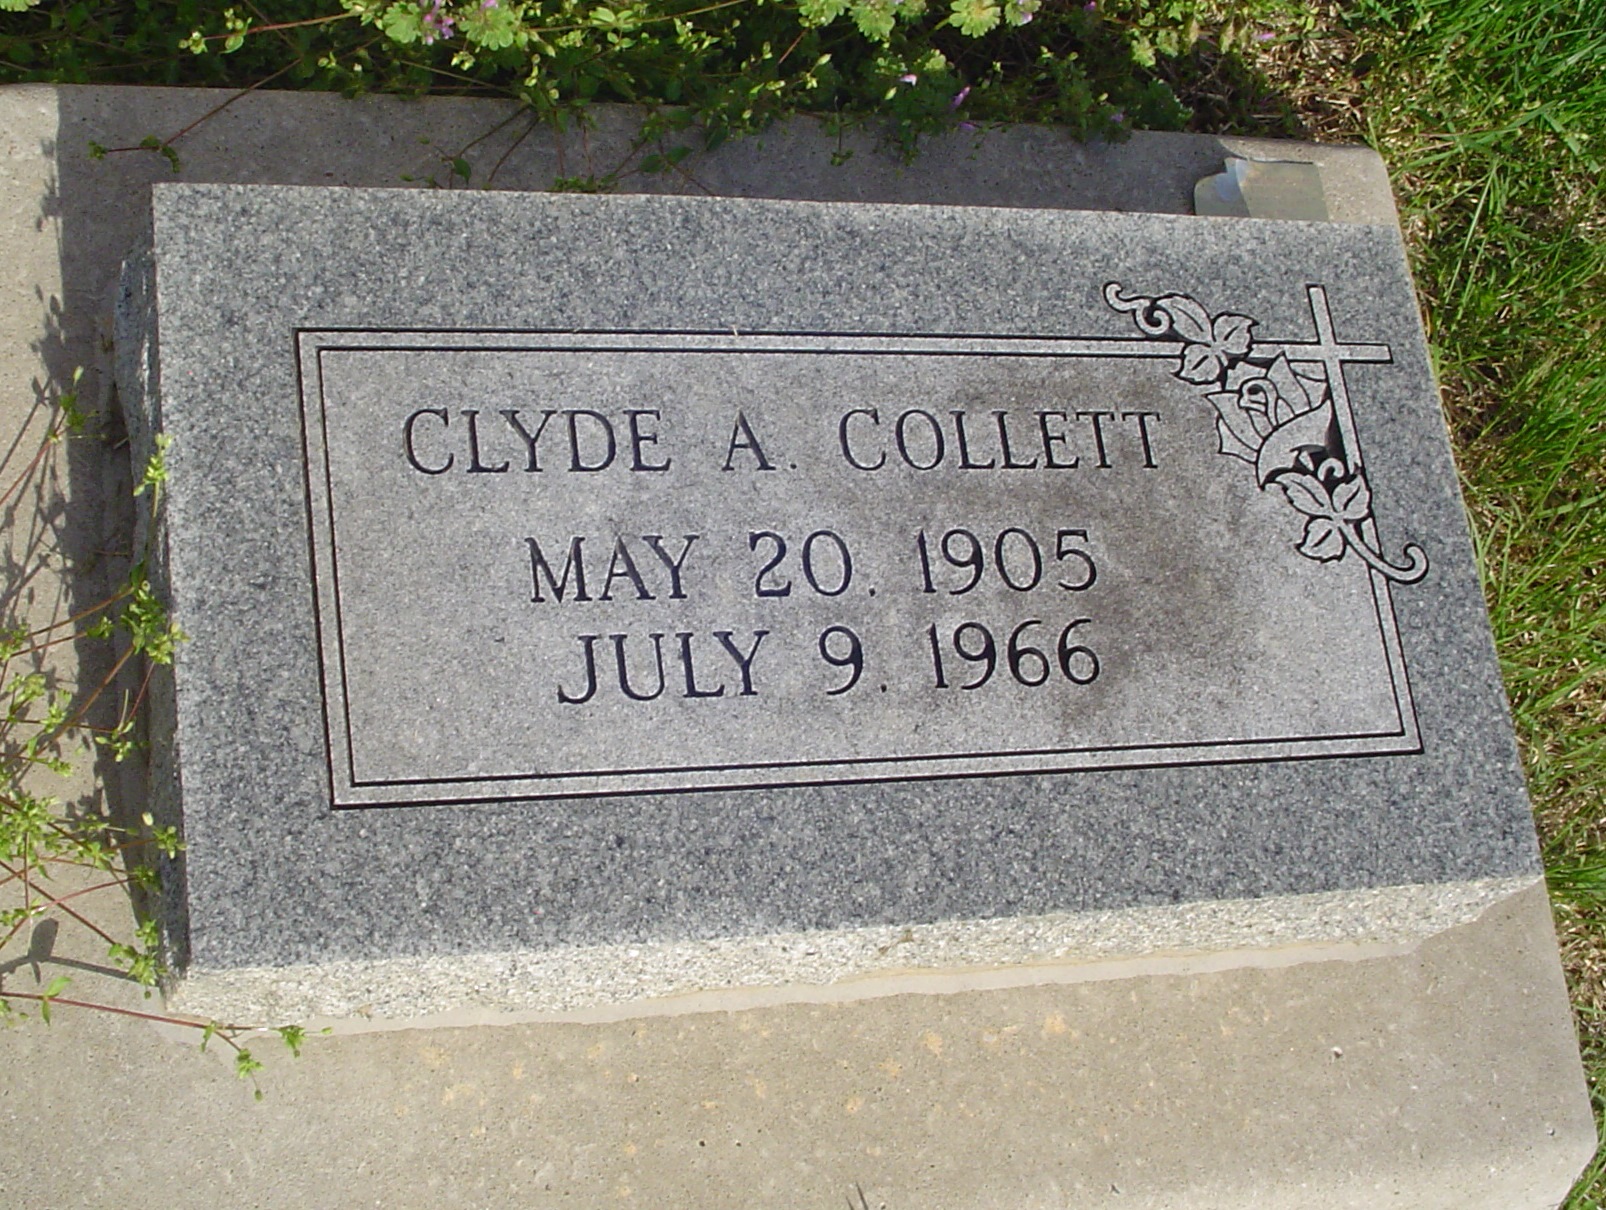 CLYDE A. COLLETT
MAY 20. 1905
JULY 9. 1966